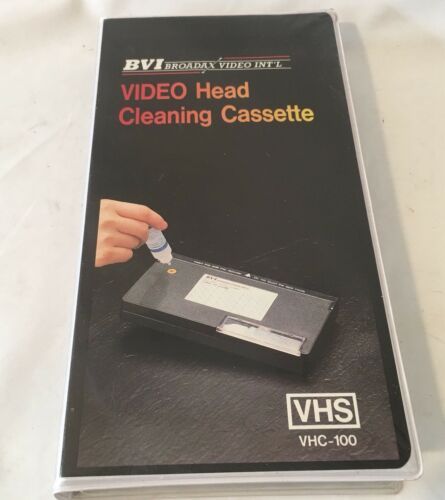 BVI BROADAX VIDEO INT'L
VIDEO Head
Cleaning Cassette
VHS
VHC-100